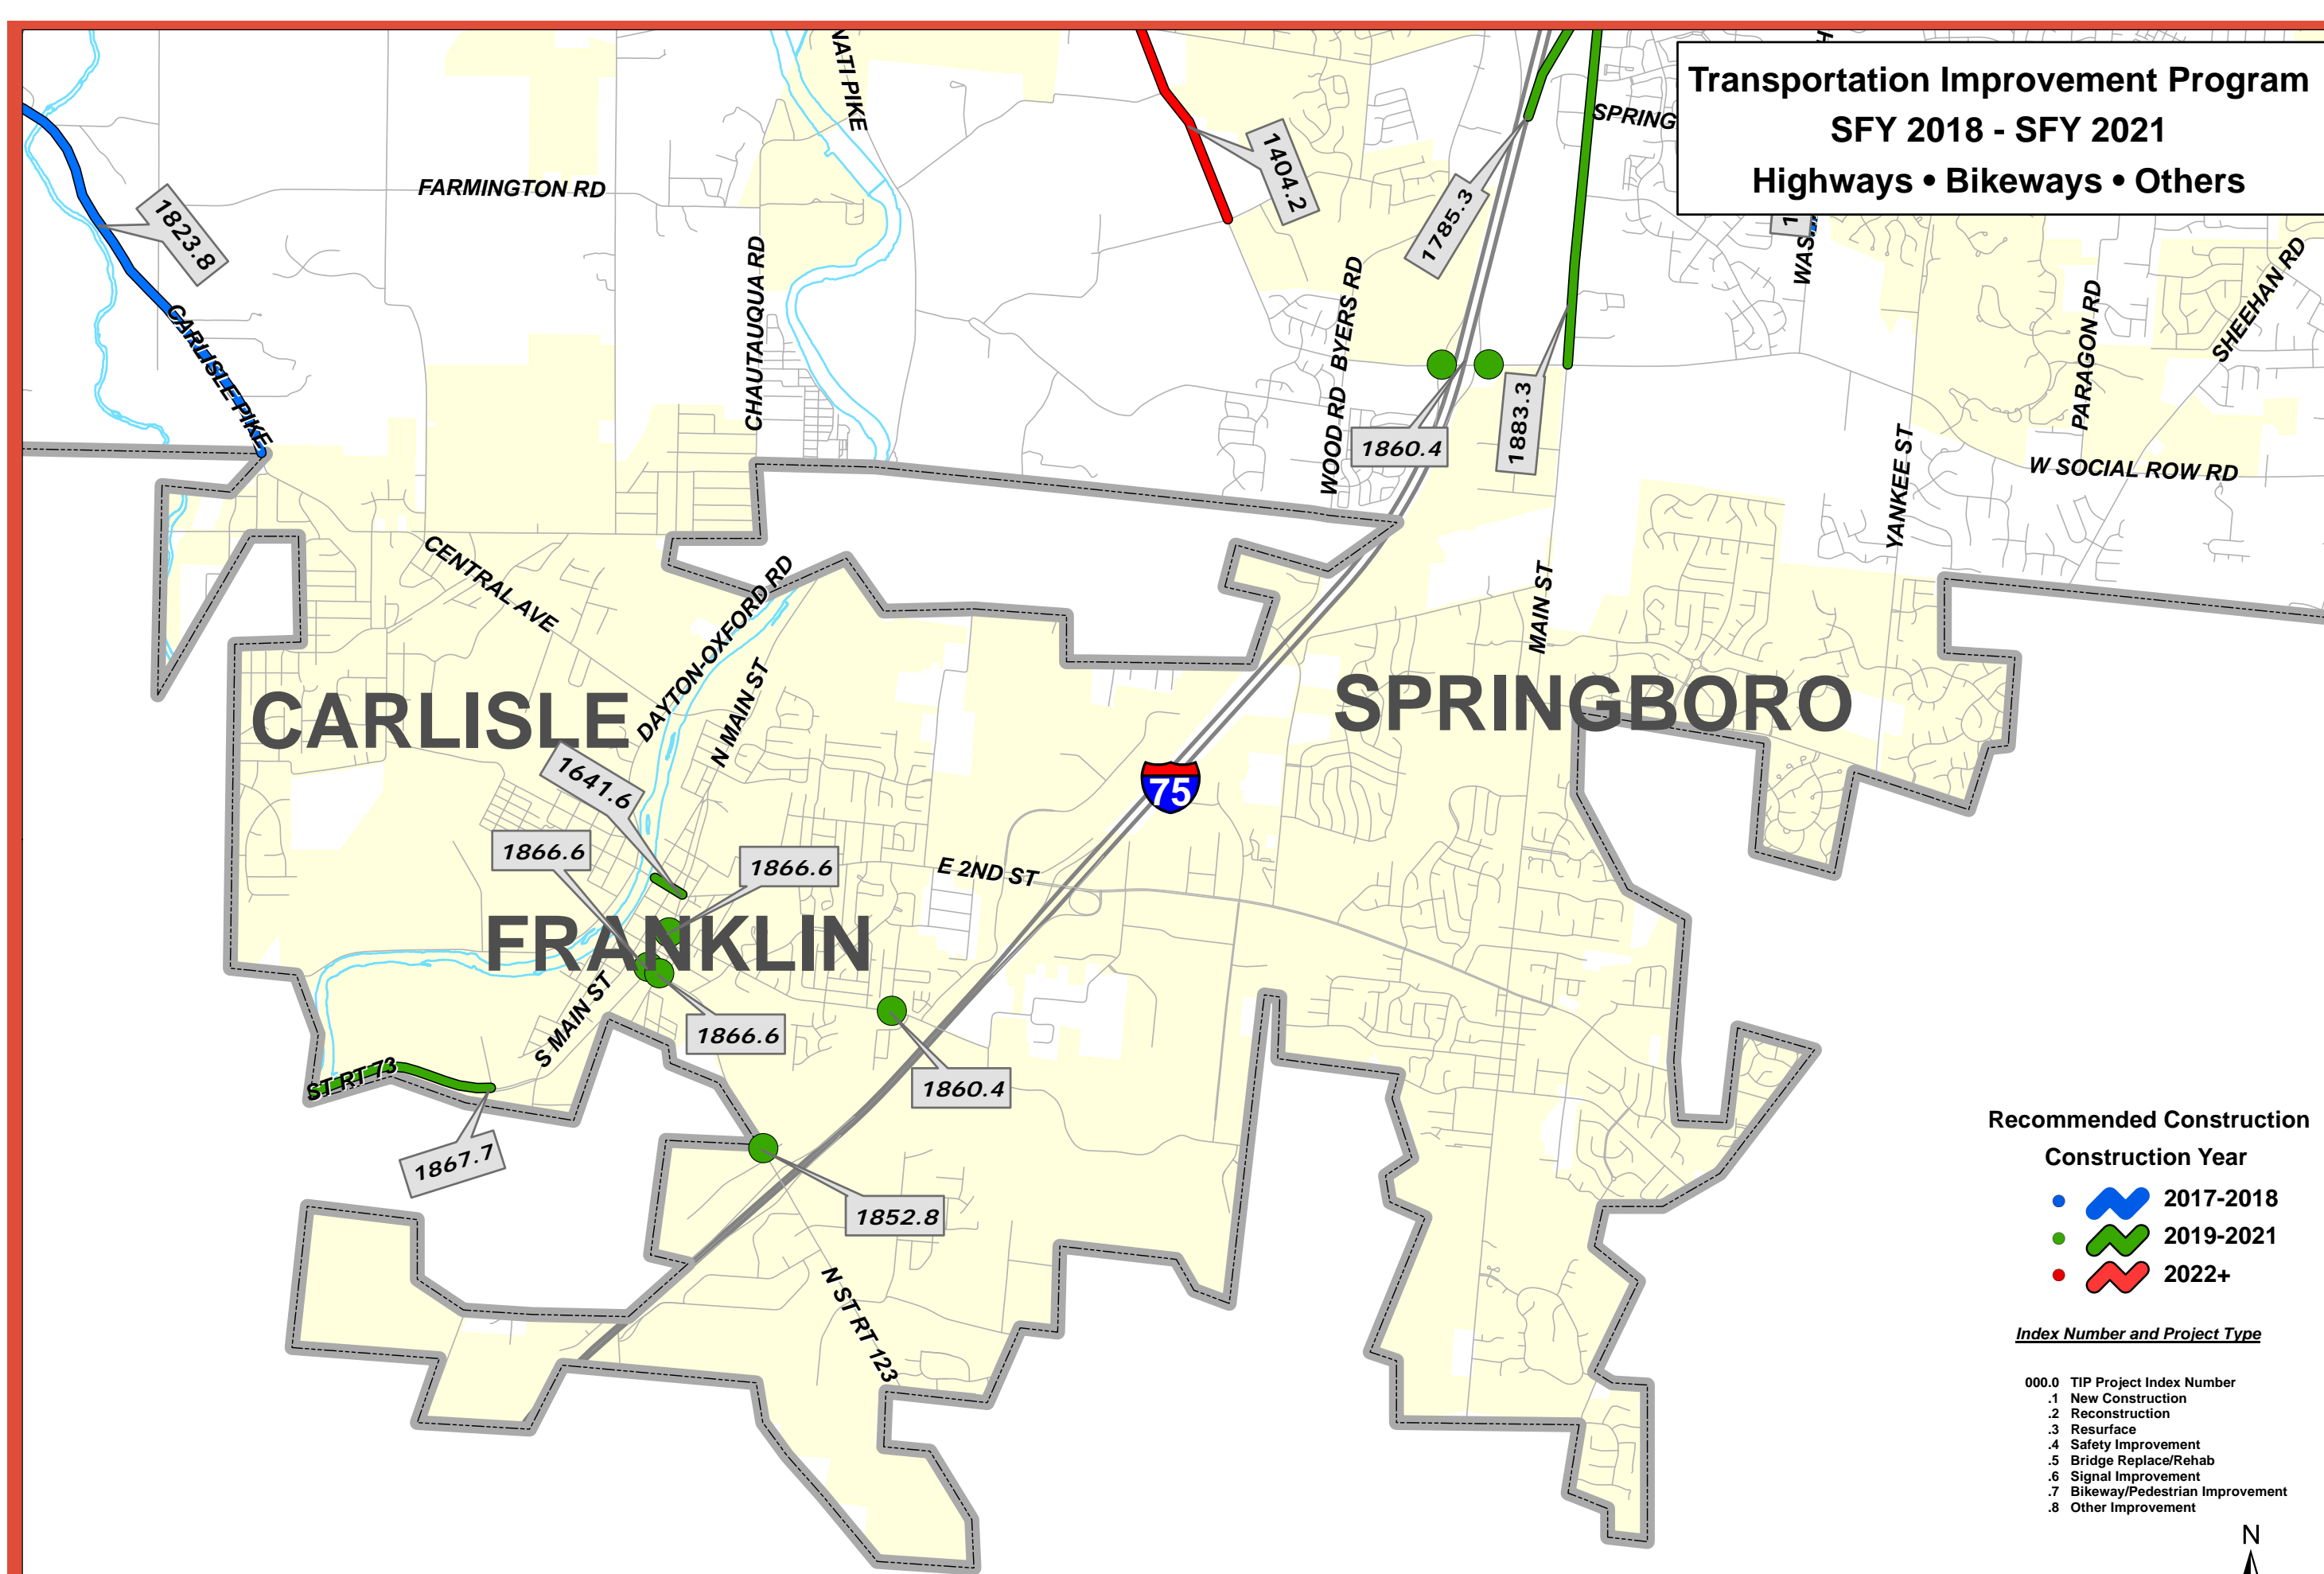 Transportation Improvement Program
SFY 2018 - SFY 2021
Highways • Bikeways • Others
NATI PIKE
SPRING
FARMINGTON RD
1404.2
1823.8
1785.3
CHAUTAUQUA RD
BYERS RD
WOOD RD
PARAGON RD
SHEEHAN RD
CARLISLE PIKE
1860.4
1883.3
YANKEE ST
W SOCIAL ROW RD
CENTRAL AVE
DAYTON-OXFORD RD
MAIN ST
N MAIN ST
CARLISLE
SPRINGBORO
75
1641.6
1866.6
1866.6
E 2ND ST
FRANKLIN
S MAIN ST
1866.6
ST RT 73
1860.4
1867.7
1852.8
N ST RT 123
Recommended Construction
Construction Year
2017-2018
2019-2021
2022+
Index Number and Project Type
000.0 TIP Project Index Number
.1 New Construction
.2 Reconstruction
.3 Resurface
.4 Safety Improvement
.5 Bridge Replace/Rehab
.6 Signal Improvement
.7 Bikeway/Pedestrian Improvement
.8 Other Improvement
N